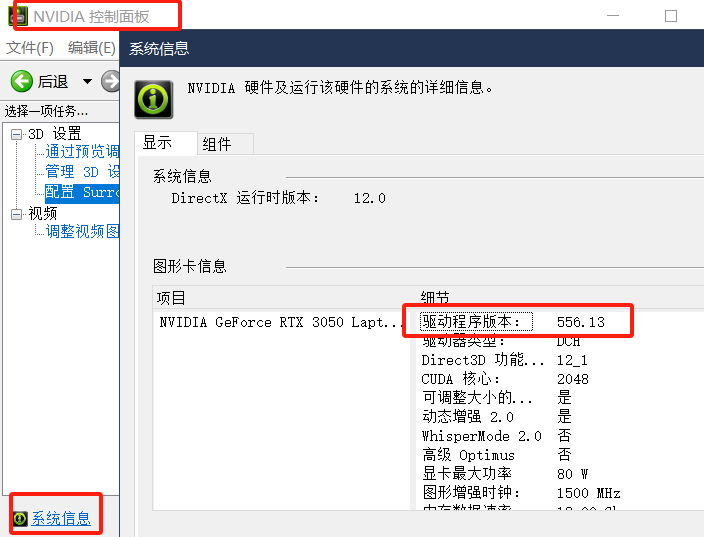 NVIDIA 控制面板
文件(F) 编辑(E)
系统信息
后退
选择一项任务...
3D 设置
通过预览调
管理 3D 设
配置 Surro
视频
调整视频图
系统信息
NVIDIA 硬件及运行该硬件的系统的详细信息。
显示 组件
系统信息
DirectX 运行时版本： 12.0
图形卡信息
项目 细节
NVIDIA GeForce RTX 3050 Lapt...
驱动程序版本： 556.13
驱动器类型： DCH
Direct3D 功能... 12_1
CUDA 核心： 2048
可调整大小的... 是
动态增强 2.0 是
WhisperMode 2.0 否
高级 Optimus 否
显卡最大功率 80 W
图形增强时钟： 1500 MHz